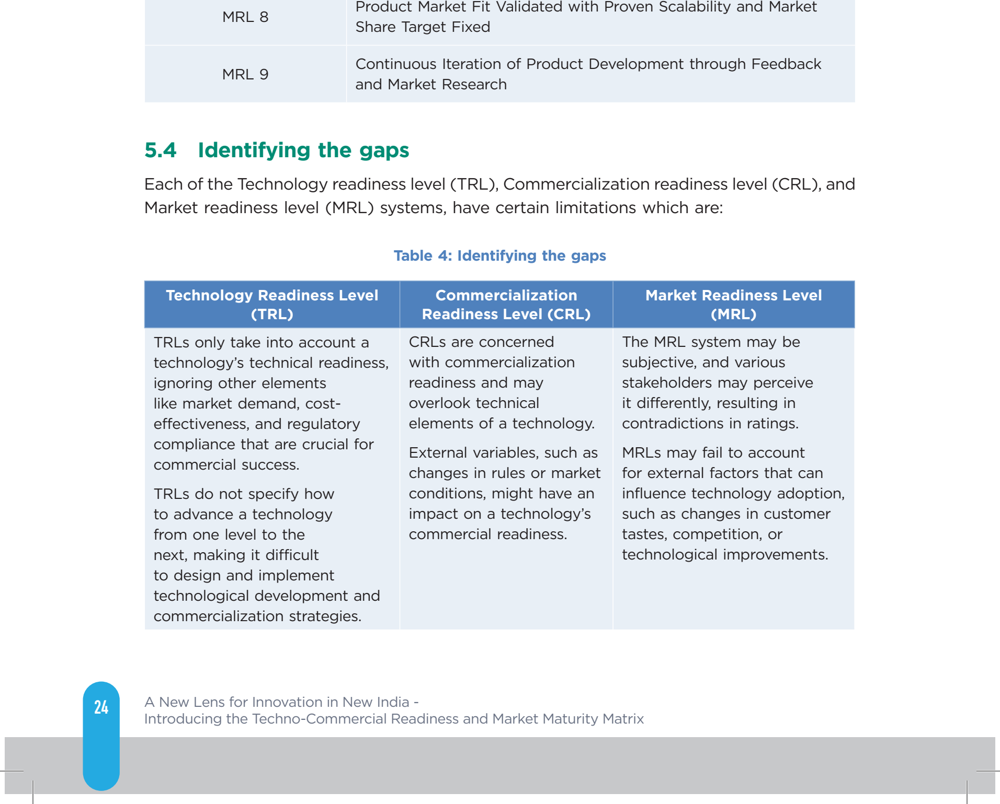 MRL 8
Product Market Fit Validated with Proven Scalability and Market
Share Target Fixed
MRL 9
Continuous Iteration of Product Development through Feedback
and Market Research
5.4 Identifying the gaps
Each of the Technology readiness level (TRL), Commercialization readiness level (CRL), and
Market readiness level (MRL) systems, have certain limitations which are:
Table 4: Identifying the gaps
Technology Readiness Level
(TRL)
Commercialization
Readiness Level (CRL)
Market Readiness Level
(MRL)
TRLs only take into account a
technology’s technical readiness,
ignoring other elements
like market demand, cost-
effectiveness, and regulatory
compliance that are crucial for
commercial success.
TRLs do not specify how
to advance a technology
from one level to the
next, making it difficult
to design and implement
technological development and
commercialization strategies.
CRLs are concerned
with commercialization
readiness and may
overlook technical
elements of a technology.
External variables, such as
changes in rules or market
conditions, might have an
impact on a technology’s
commercial readiness.
The MRL system may be
subjective, and various
stakeholders may perceive
it differently, resulting in
contradictions in ratings.
MRLs may fail to account
for external factors that can
influence technology adoption,
such as changes in customer
tastes, competition, or
technological improvements.
24
A New Lens for Innovation in New India -
Introducing the Techno-Commercial Readiness and Market Maturity Matrix